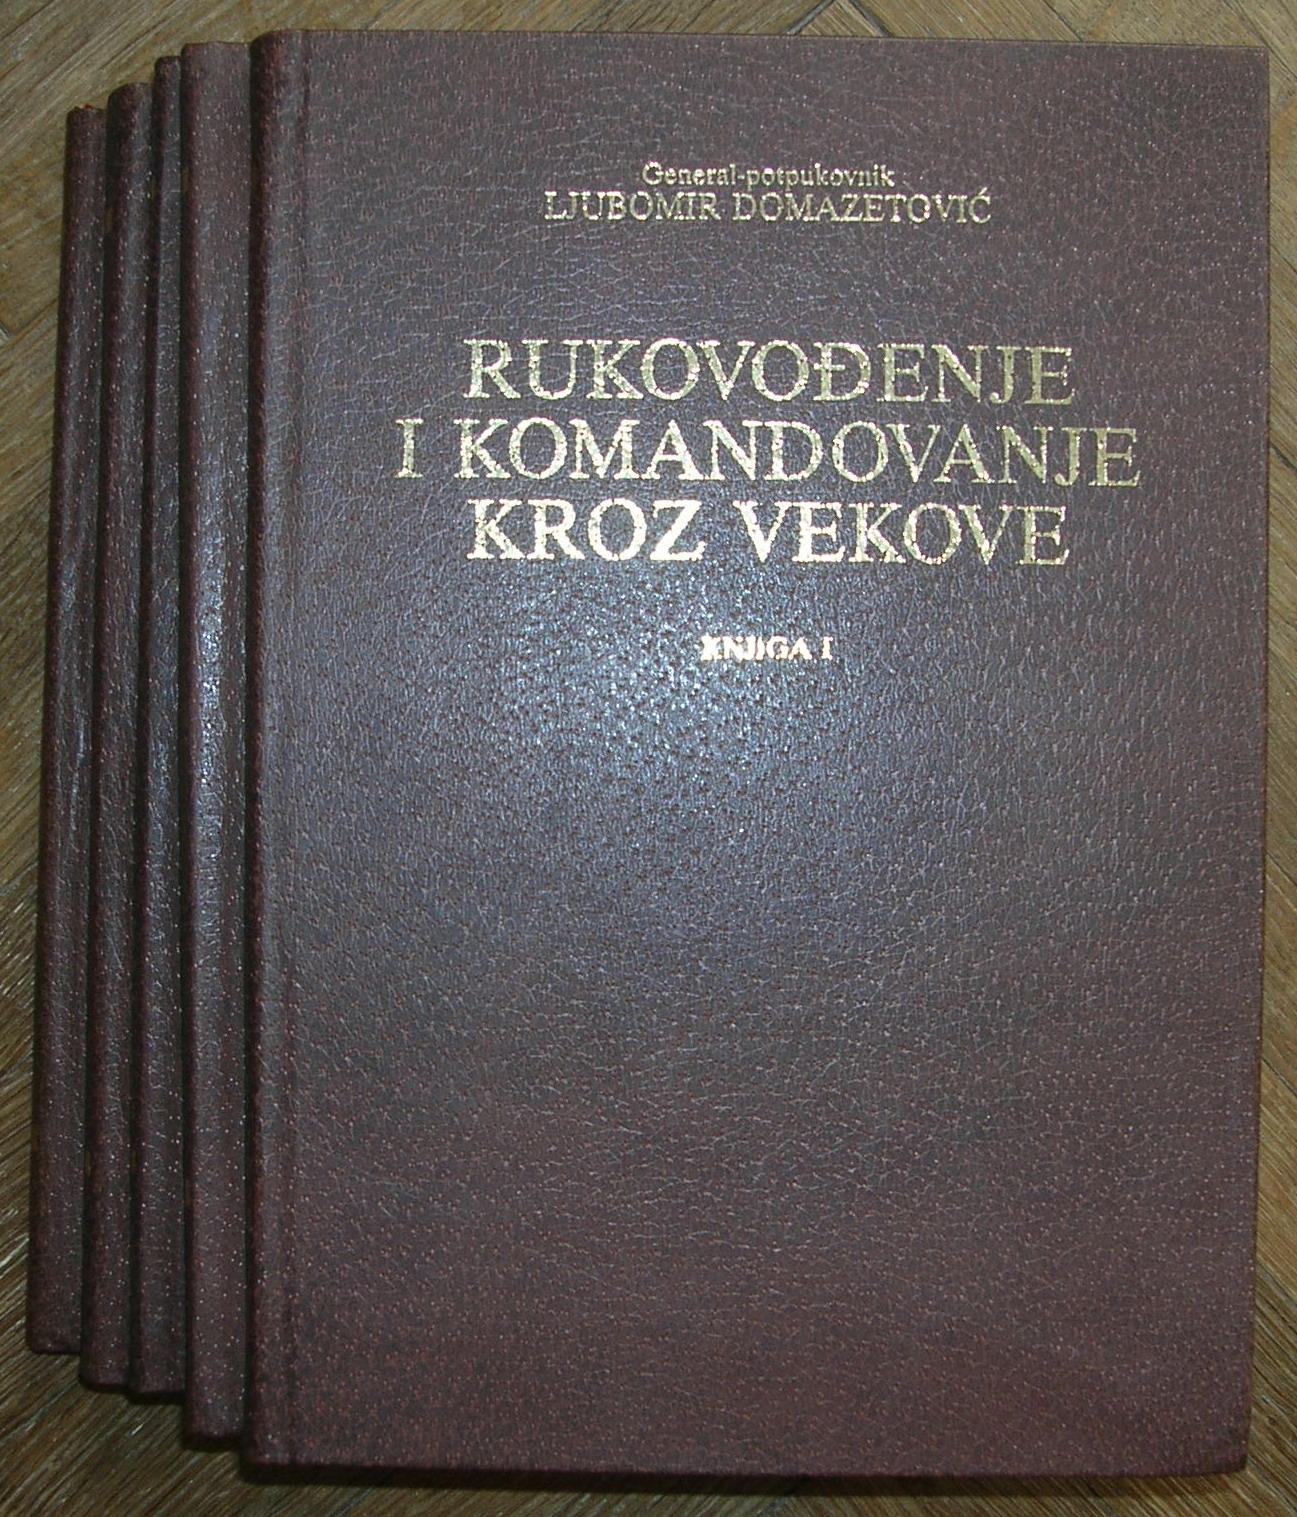 General-potpukovnik
LJUBOMIR DOMAZETOVIĆ
RUKOVOĐENJE
I KOMANDOVANJE
KROZ VEKOVE
KNJIGA I